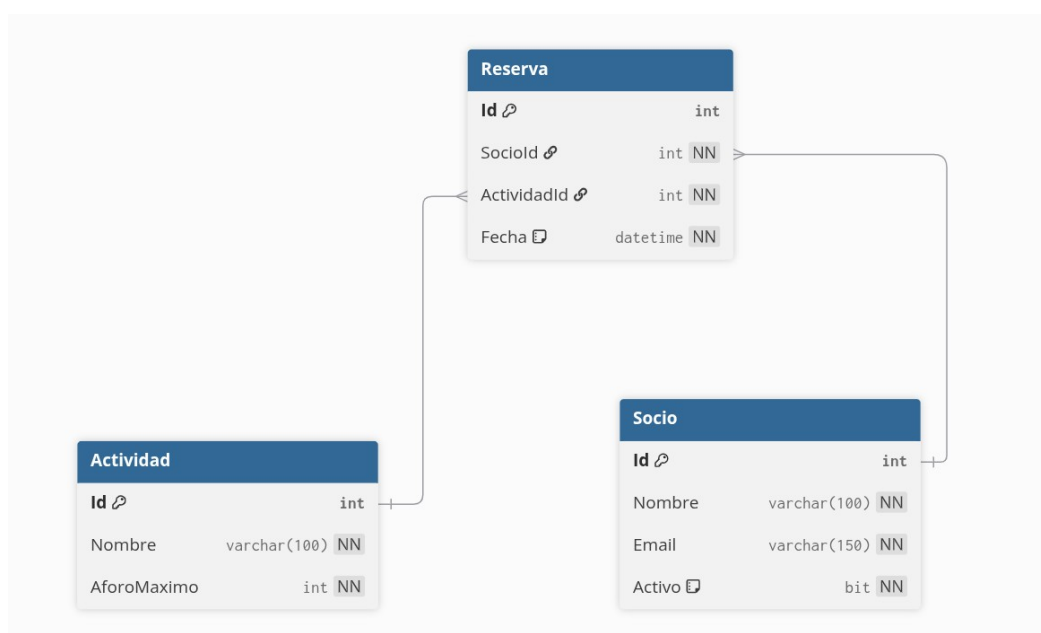 Reserva
Id int
SocioId int NN
ActividadId int NN
Fecha datetime NN
Actividad
Id int
Nombre varchar(100) NN
AforoMaximo int NN
Socio
Id int
Nombre varchar(100) NN
Email varchar(150) NN
Activo bit NN